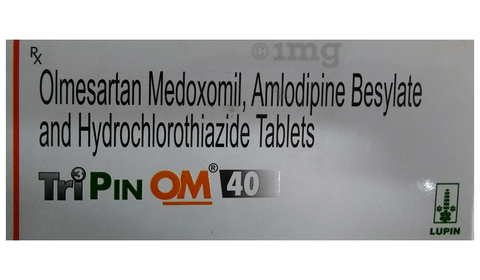 ©1mg
Rx
Olmesartan Medoxomil, Amlodipine Besylate
and Hydrochlorothiazide Tablets
Tri3 PIN OM® 40
LUPIN